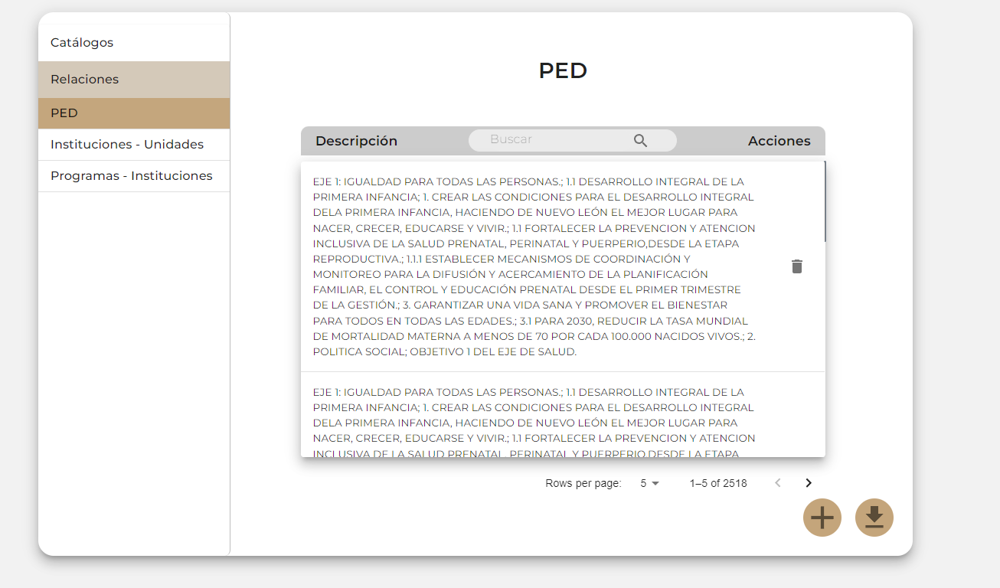 Catálogos
Relaciones
PED
Instituciones - Unidades
Programas - Instituciones
PED
Descripción
Buscar
Acciones
EJE 1: IGUALDAD PARA TODAS LAS PERSONAS.; 1.1 DESARROLLO INTEGRAL DE LA
PRIMERA INFANCIA; 1. CREAR LAS CONDICIONES PARA EL DESARROLLO INTEGRAL
DELA PRIMERA INFANCIA, HACIENDO DE NUEVO LEÓN EL MEJOR LUGAR PARA
NACER, CRECER, EDUCARSE Y VIVIR.; 1.1 FORTALECER LA PREVENCION Y ATENCION
INCLUSIVA DE LA SALUD PRENATAL, PERINATAL Y PUERPERIO,DESDE LA ETAPA
REPRODUCTIVA.; 1.1.1 ESTABLECER MECANISMOS DE COORDINACIÓN Y
MONITOREO PARA LA DIFUSIÓN Y ACERCAMIENTO DE LA PLANIFICACIÓN
FAMILIAR, EL CONTROL Y EDUCACIÓN PRENATAL DESDE EL PRIMER TRIMESTRE
DE LA GESTIÓN.; 3. GARANTIZAR UNA VIDA SANA Y PROMOVER EL BIENESTAR
PARA TODOS EN TODAS LAS EDADES.; 3.1 PARA 2030, REDUCIR LA TASA MUNDIAL
DE MORTALIDAD MATERNA A MENOS DE 70 POR CADA 100.000 NACIDOS VIVOS.; 2.
POLITICA SOCIAL; OBJETIVO 1 DEL EJE DE SALUD.
EJE 1: IGUALDAD PARA TODAS LAS PERSONAS.; 1.1 DESARROLLO INTEGRAL DE LA
PRIMERA INFANCIA; 1. CREAR LAS CONDICIONES PARA EL DESARROLLO INTEGRAL
DELA PRIMERA INFANCIA, HACIENDO DE NUEVO LEÓN EL MEJOR LUGAR PARA
NACER, CRECER, EDUCARSE Y VIVIR.; 1.1 FORTALECER LA PREVENCION Y ATENCION
INCLUSIVA DE LA SALUD PRENATAL, PERINATAL Y PUERPERIO,DESDE LA ETAPA
Rows per page: 5 1–5 of 2518